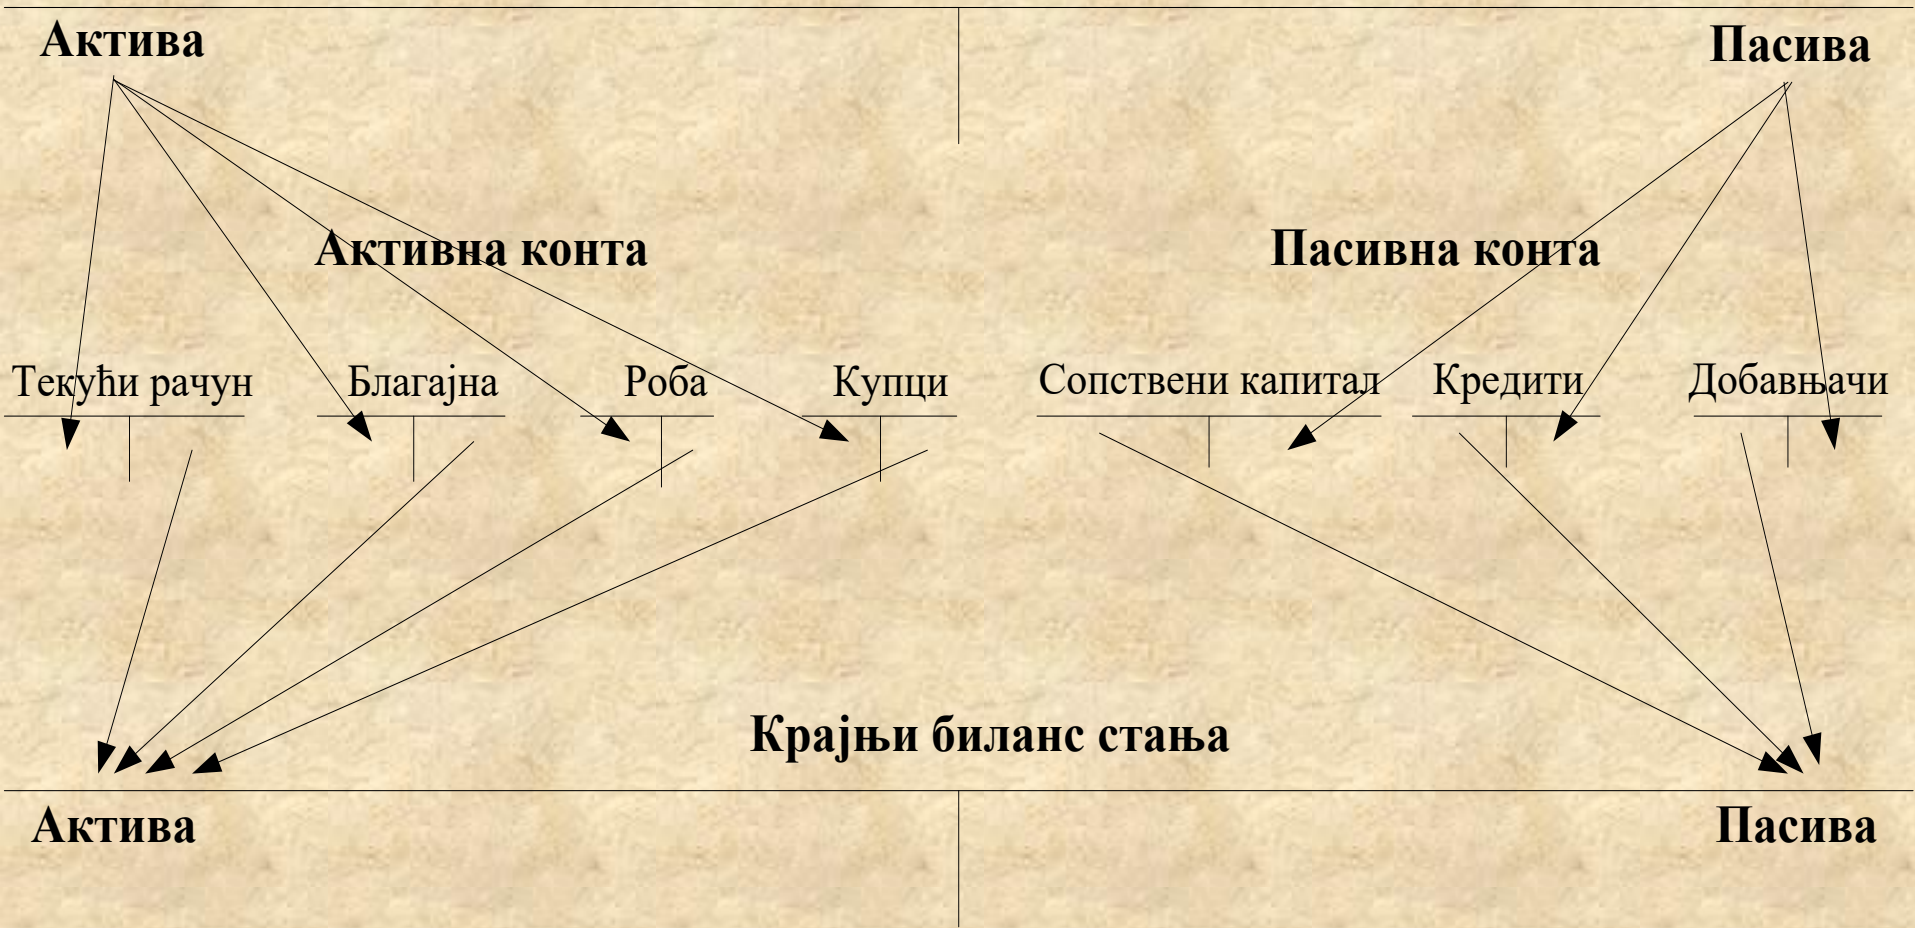 Актива
Пасива
Активна конта
Пасивна конта
Текући рачун
Благајна
Роба
Купци
Сопствени капитал
Кредити
Добавњачи
Крајњи биланс стања
Актива
Пасива